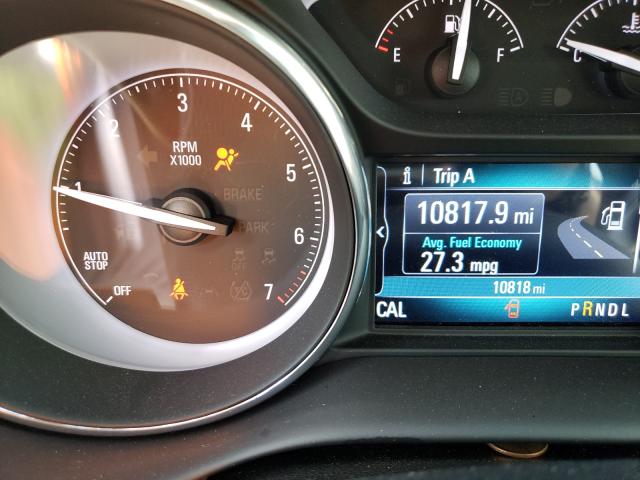 E F
C
1 2 3 4 5 6 7
RPM
X1000
BRAKE
PARK
AUTO
STOP
OFF
OFF
i Trip A
10817.9 mi
Avg. Fuel Economy
27.3 mpg
10818 mi
CAL PRNDL